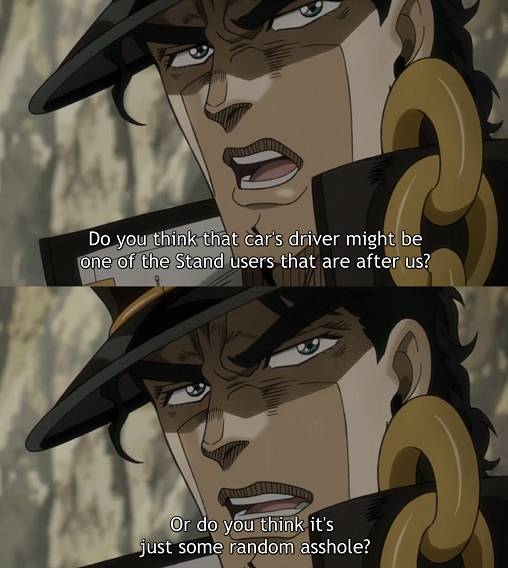 Do you think that car's driver might be
one of the Stand users that are after us?
Or do you think it's
just some random asshole?